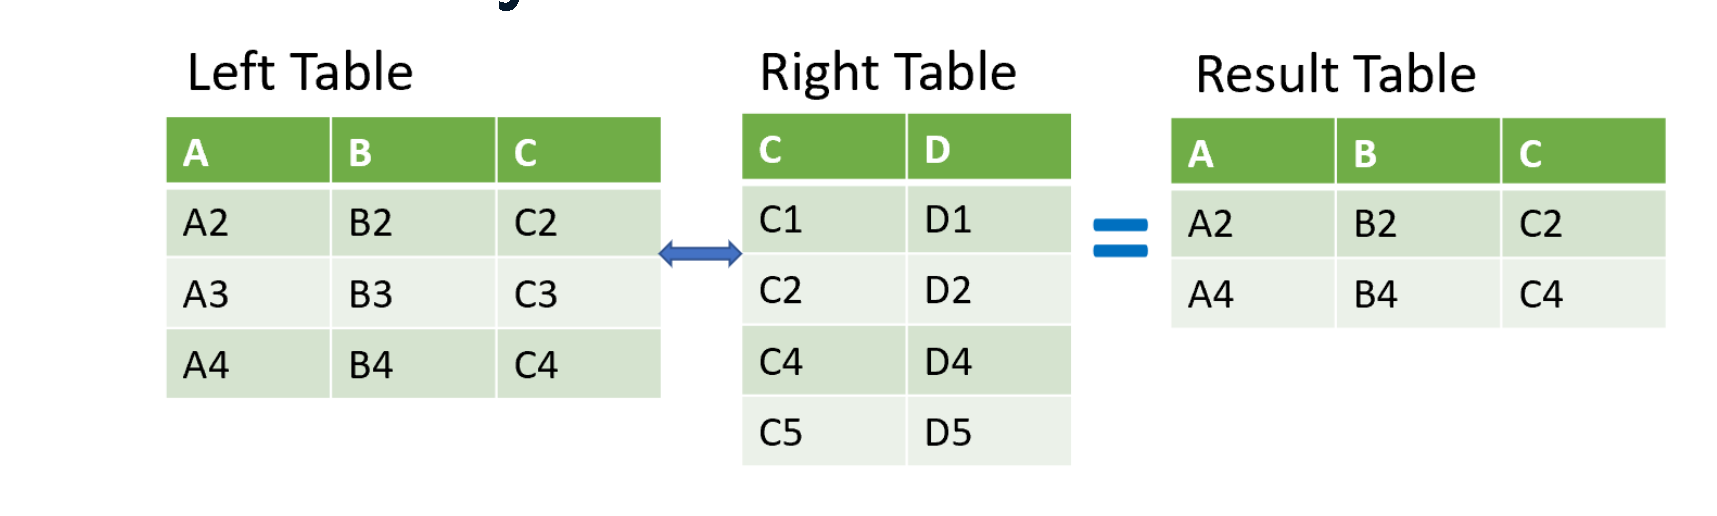 Left Table
A B C
A2 B2 C2
A3 B3 C3
A4 B4 C4
Right Table
C D
C1 D1
C2 D2
C4 D4
C5 D5
=
Result Table
A B C
A2 B2 C2
A4 B4 C4